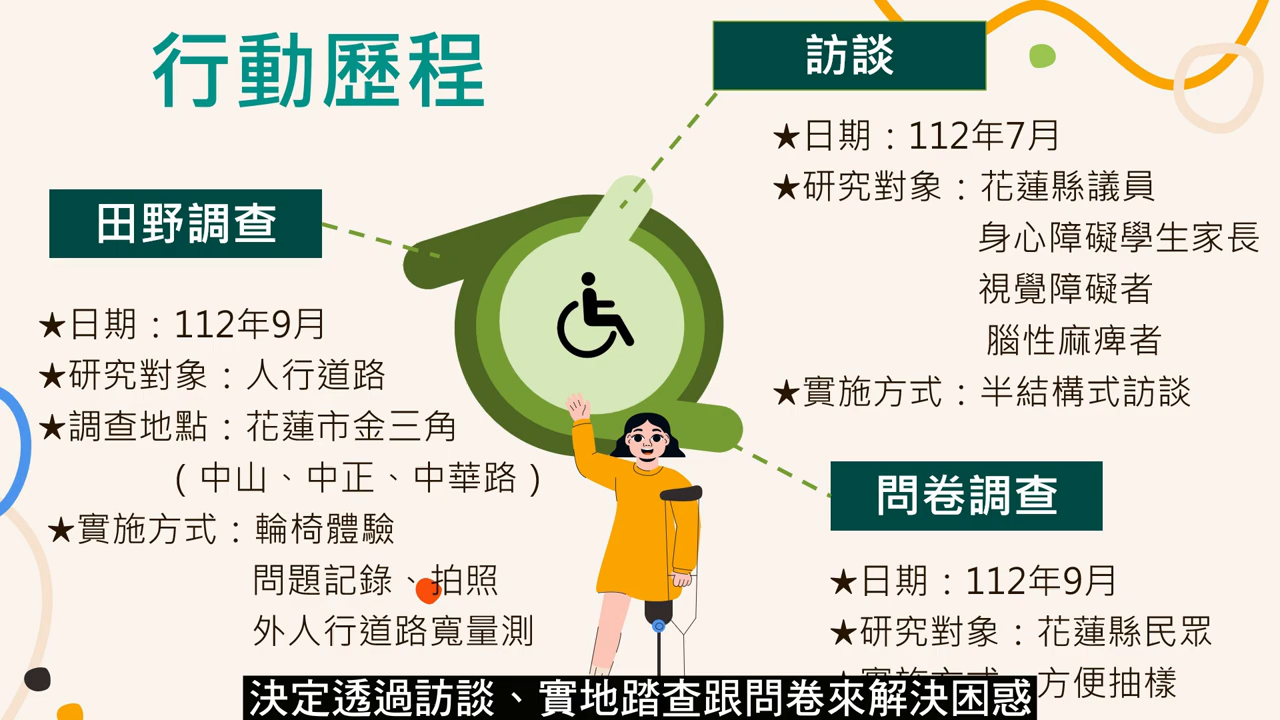 行動歷程
訪談
★日期：112年7月
★研究對象：花蓮縣議員
身心障礙學生家長
視覺障礙者
腦性麻痺者
★實施方式：半結構式訪談
田野調查
★日期：112年9月
★研究對象：人行道路
★調查地點：花蓮市金三角
（中山、中正、中華路）
★實施方式：輪椅體驗
問題記錄、拍照
外人行道路寬量測
問卷調查
★日期：112年9月
★研究對象：花蓮縣民眾
★實施方式：方便抽樣
決定透過訪談、實地踏查跟問卷來解決困惑